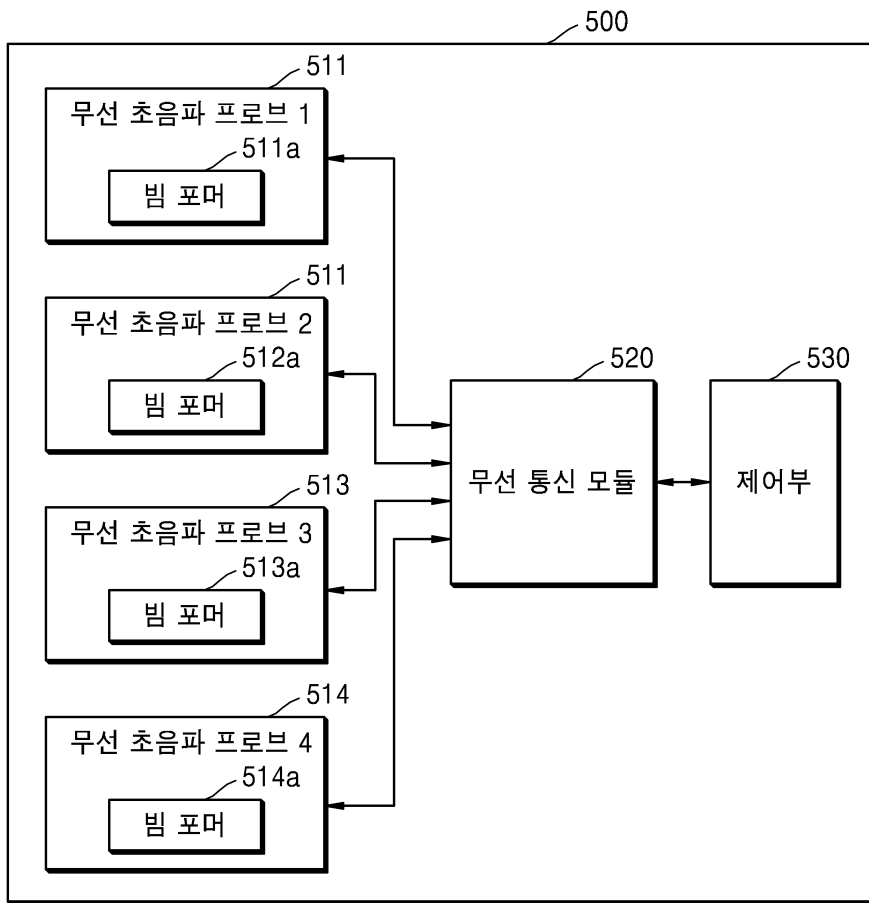 500
511
무선 초음파 프로브 1
511a
빔 포머
511
무선 초음파 프로브 2
512a
빔 포머
513
무선 초음파 프로브 3
513a
빔 포머
514
무선 초음파 프로브 4
514a
빔 포머
520
무선 통신 모듈
530
제어부